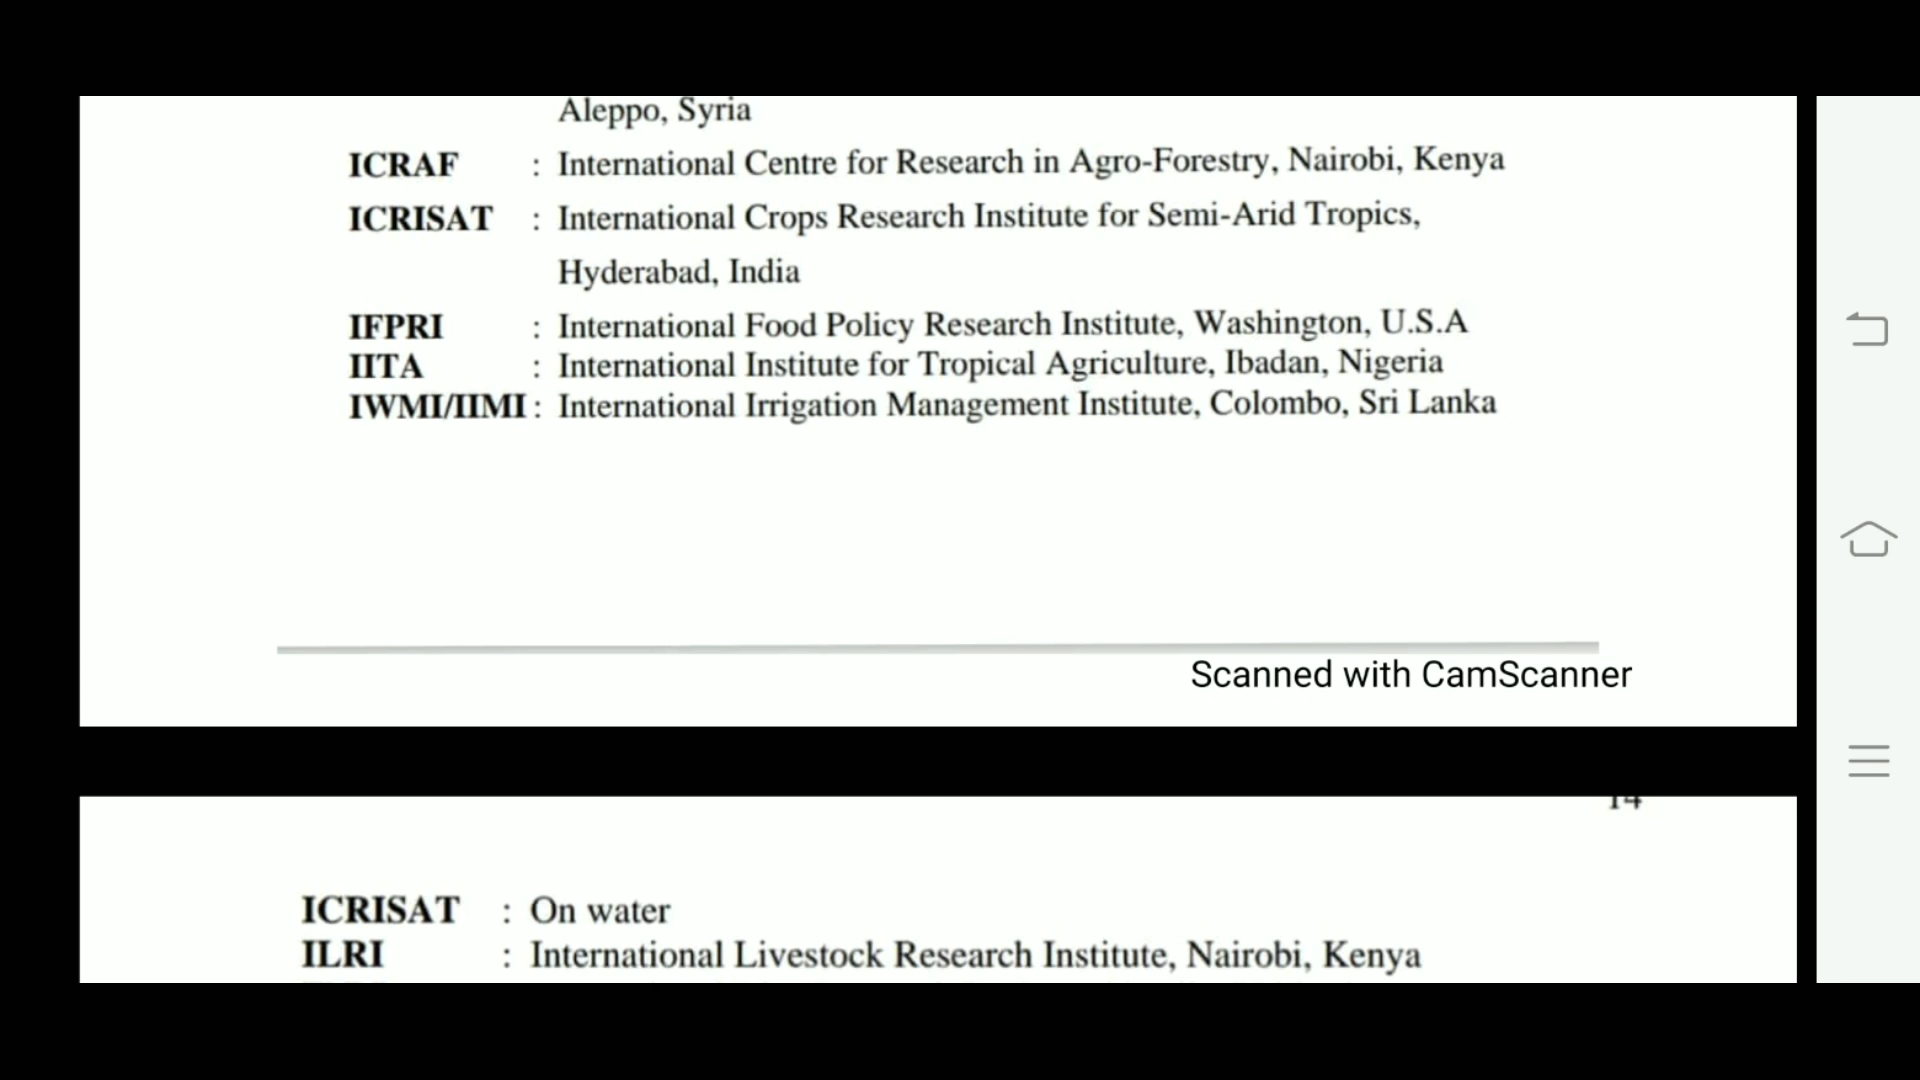 Aleppo, Syria
ICRAF : International Centre for Research in Agro-Forestry, Nairobi, Kenya
ICRISAT : International Crops Research Institute for Semi-Arid Tropics,
Hyderabad, India
IFPRI : International Food Policy Research Institute, Washington, U.S.A
IITA : International Institute for Tropical Agriculture, Ibadan, Nigeria
IWMI/IIMI : International Irrigation Management Institute, Colombo, Sri Lanka
Scanned with CamScanner
14
ICRISAT : On water
ILRI : International Livestock Research Institute, Nairobi, Kenya